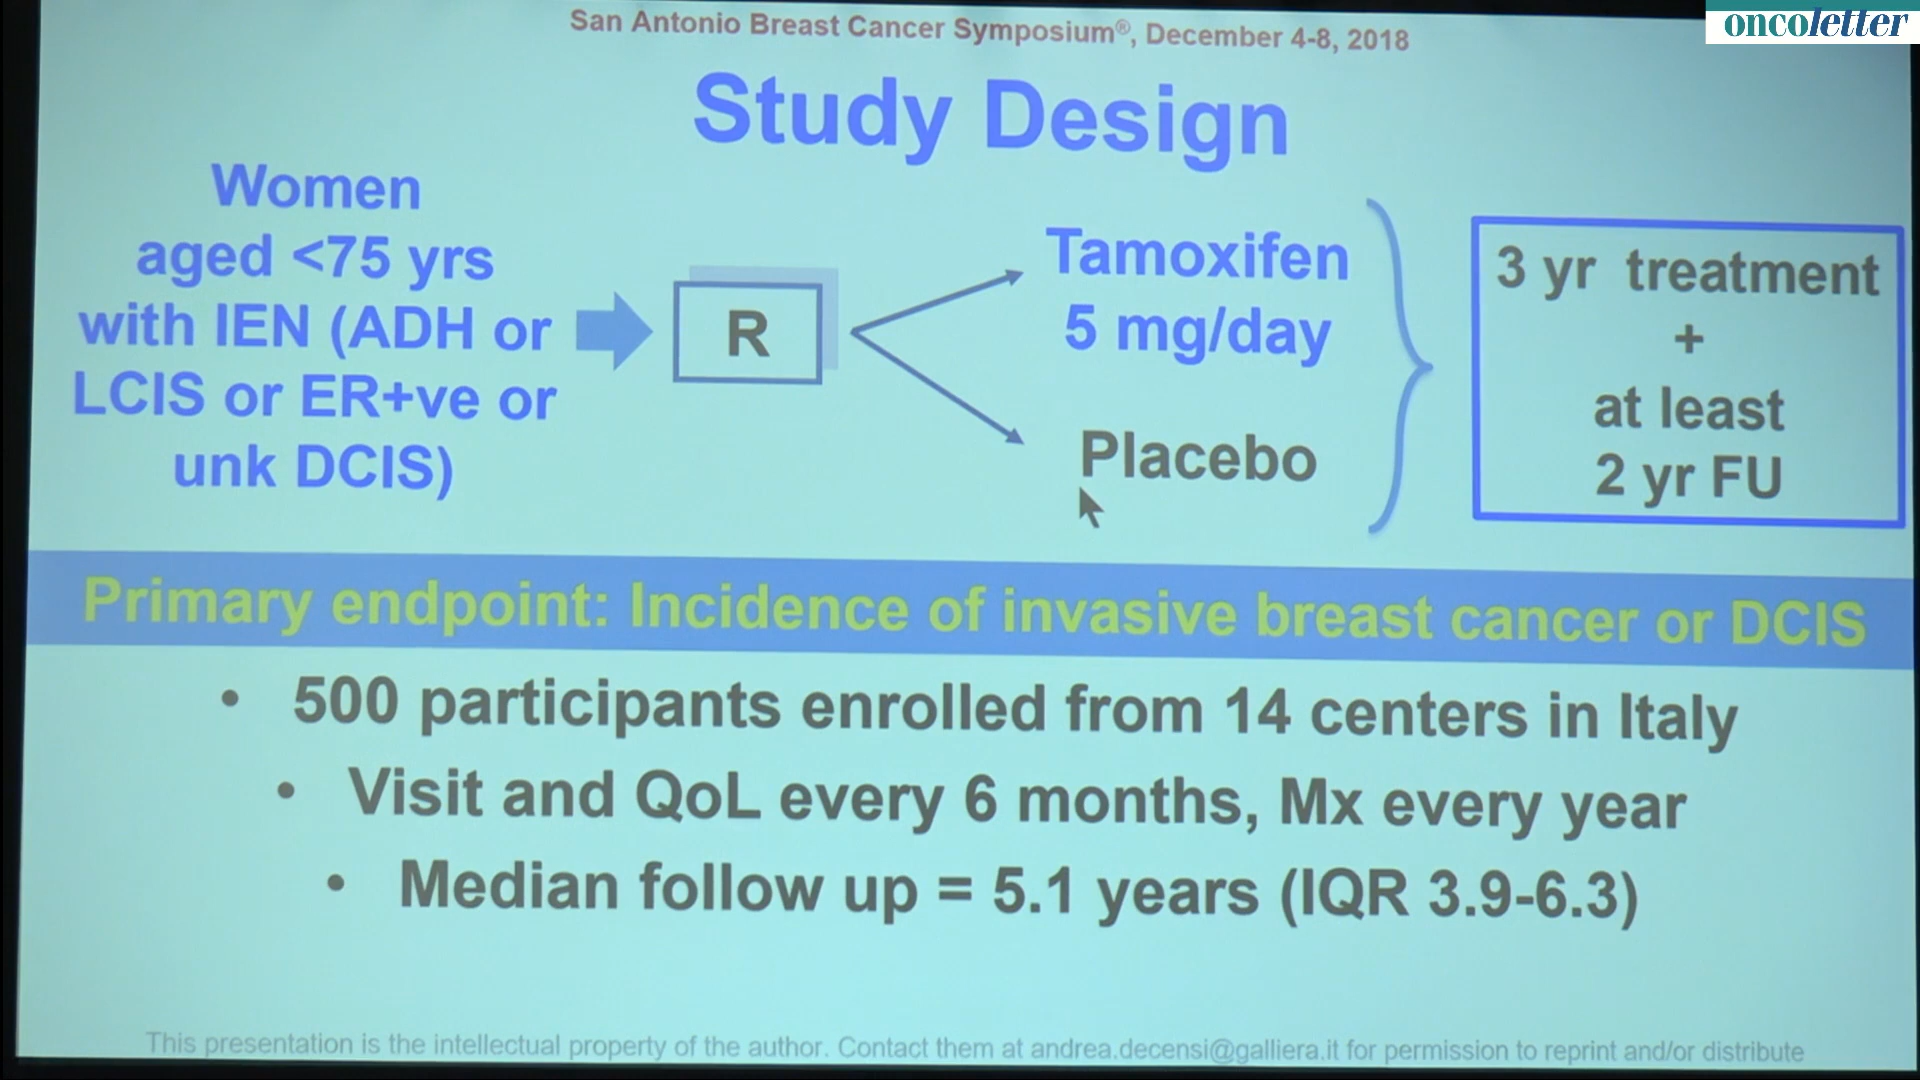 San Antonio Breast Cancer Symposium®, December 4-8, 2018
oncoletter
Study Design
Women
aged <75 yrs
with IEN (ADH or
LCIS or ER+ve or
unk DCIS)
R
Tamoxifen
5 mg/day
Placebo
3 yr treatment
+
at least
2 yr FU
Primary endpoint: Incidence of invasive breast cancer or DCIS
• 500 participants enrolled from 14 centers in Italy
• Visit and QoL every 6 months, Mx every year
• Median follow up = 5.1 years (IQR 3.9-6.3)
This presentation is the intellectual property of the author. Contact them at andrea.decensi@galliera.it for permission to reprint and/or distribute